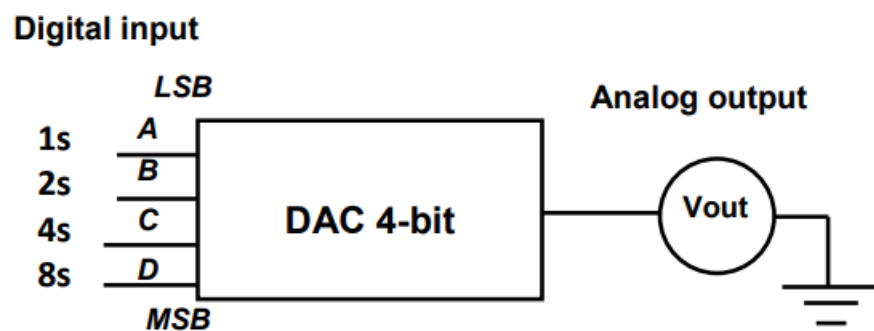 Digital input
LSB
Analog output
1s A
2s B
4s C
8s D
DAC 4-bit
Vout
MSB